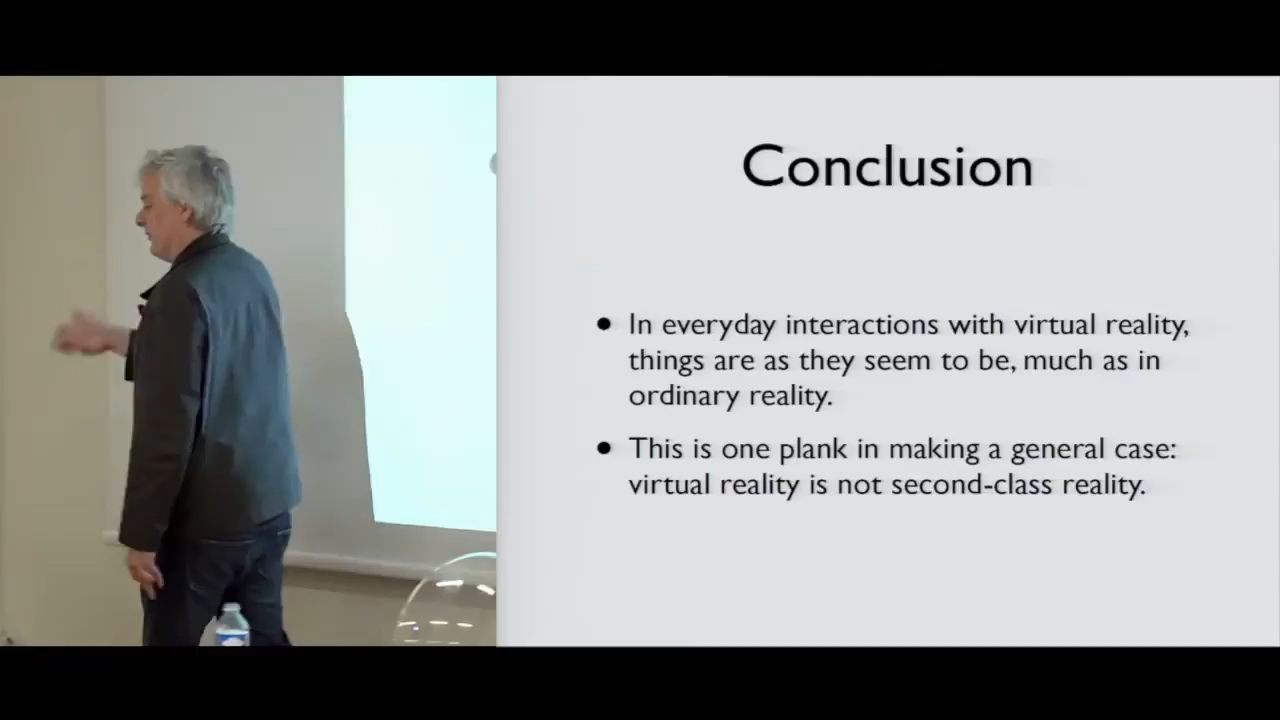 Conclusion
• In everyday interactions with virtual reality,
things are as they seem to be, much as in
ordinary reality.
• This is one plank in making a general case:
virtual reality is not second-class reality.